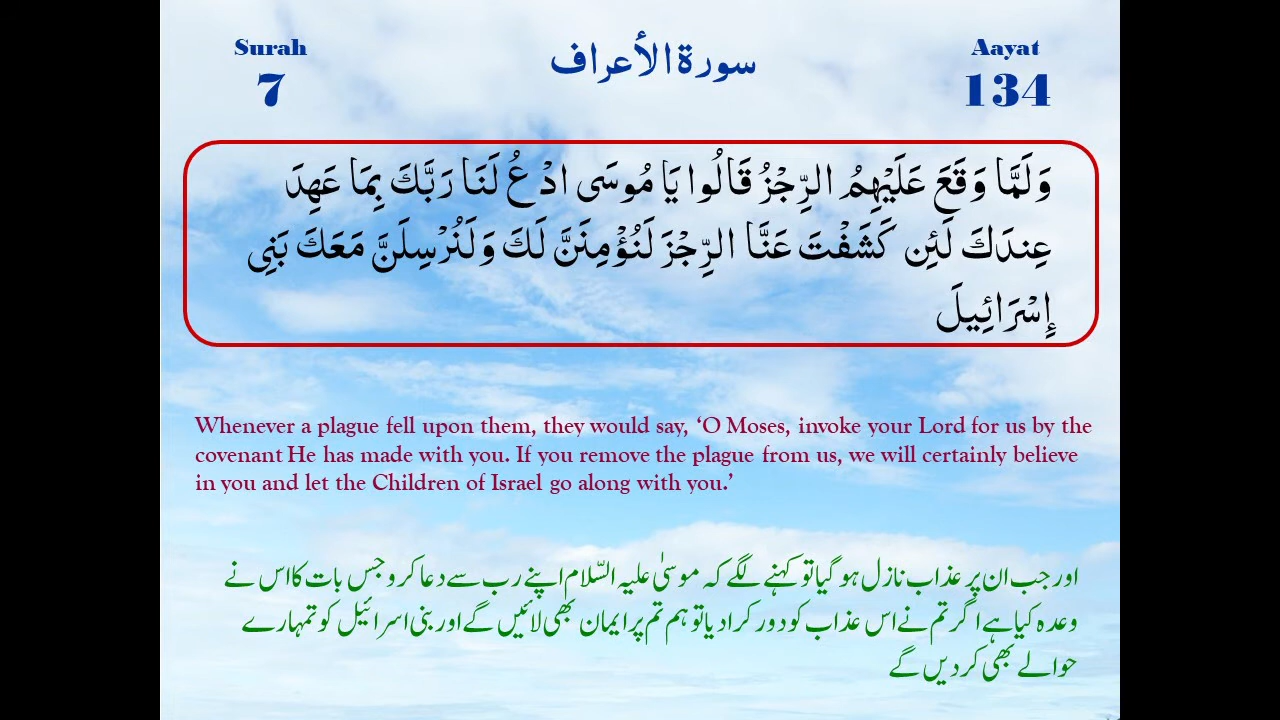 Surah
7
سورة الأعراف
Aayat
134
وَلَمَّا وَقَعَ عَلَيْهِمُ الرِّجْزُ قَالُوا يَا مُوسَى ادْعُ لَنَا رَبَّكَ بِمَا عَهِدَ
عِندَكَ لَئِن كَشَفْتَ عَنَّا الرِّجْزَ لَنُؤْمِنَنَّ لَكَ وَلَنُرْسِلَنَّ مَعَكَ بَنِي
إِسْرَائِيلَ
Whenever a plague fell upon them, they would say, ‘O Moses, invoke your Lord for us by the
covenant He has made with you. If you remove the plague from us, we will certainly believe
in you and let the Children of Israel go along with you.’
اور جب ان پر عذاب نازل ہو گیا تو کہنے لگے کہ موسیٰ علیہ السّلام اپنے رب سے دعا کرو جس بات کا اس نے
وعدہ کیا ہے اگر تم نے اس عذاب کو دور کرا دیا تو ہم تم پر ایمان بھی لائیں گے اور بنی اسرائیل کو تمہارے
حوالے بھی کر دیں گے